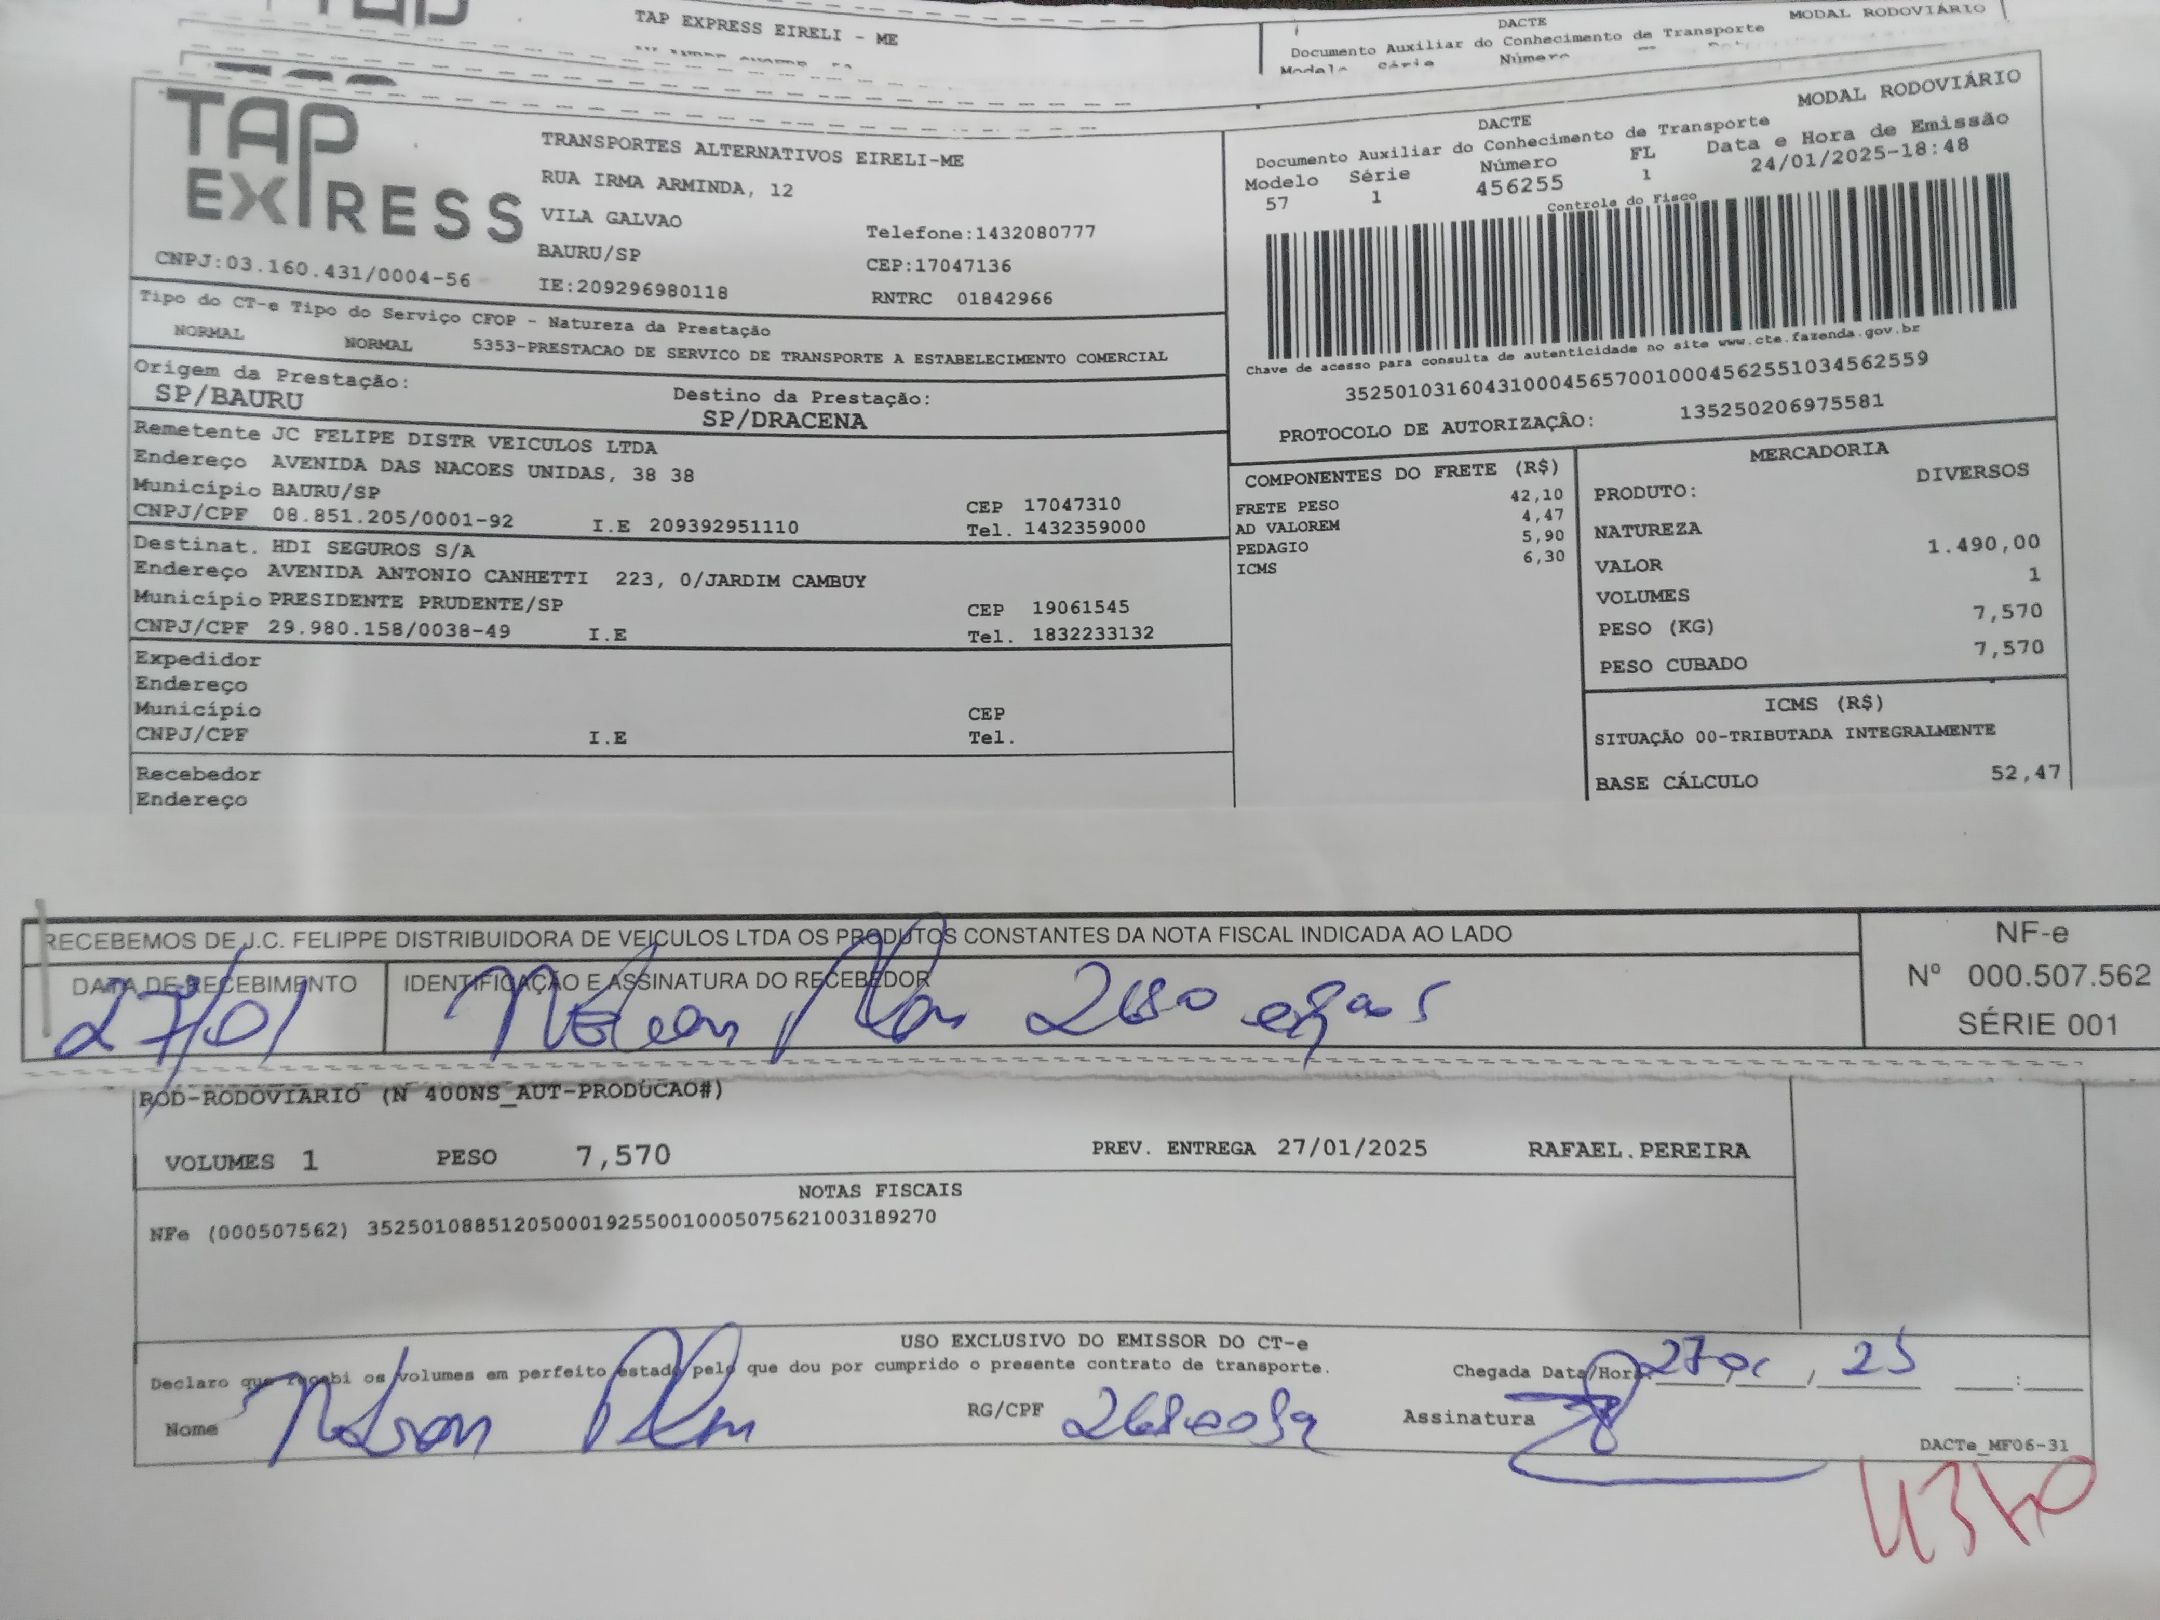 TAP EXPRESS EIRELI - ME
DACTE
MODAL RODOVIÁRIO
Documento Auxiliar do Conhecimento de Transporte
Modelo Série Número
TAP EXPRESS
TRANSPORTES ALTERNATIVOS EIRELI-ME
RUA IRMA ARMINDA, 12
VILA GALVAO
Telefone:1432080777
BAURU/SP
CEP:17047136
CNPJ:03.160.431/0004-56
IE:209296980118
RNTRC 01842966
MODAL RODOVIÁRIO
DACTE
Documento Auxiliar do Conhecimento de Transporte
Modelo Série Número FL Data e Hora de Emissão
57 1 456255 1 24/01/2025-18:48
Controle do Fisco
Chave de acesso para consulta de autenticidade no site www.cte.fazenda.gov.br
35250103160431000456570010004562551034562559
PROTOCOLO DE AUTORIZAÇÂO: 135250206975581
Tipo do CT-e Tipo do Serviço CFOP - Natureza da Prestação
NORMAL NORMAL 5353-PRESTACAO DE SERVICO DE TRANSPORTE A ESTABELECIMENTO COMERCIAL
Origem da Prestação: Destino da Prestação:
SP/BAURU SP/DRACENA
Remetente JC FELIPE DISTR VEICULOS LTDA
Endereço AVENIDA DAS NACOES UNIDAS, 38 38
Município BAURU/SP CEP 17047310
CNPJ/CPF 08.851.205/0001-92 I.E 209392951110 Tel. 1432359000
Destinat. HDI SEGUROS S/A
Endereço AVENIDA ANTONIO CANHETTI 223, 0/JARDIM CAMBUY
Município PRESIDENTE PRUDENTE/SP CEP 19061545
CNPJ/CPF 29.980.158/0038-49 I.E Tel. 1832233132
Expedidor
Endereço
Município CEP
CNPJ/CPF I.E Tel.
Recebedor
Endereço
COMPONENTES DO FRETE (R$)
FRETE PESO 42,10
AD VALOREM 4,47
PEDAGIO 5,90
ICMS 6,30
MERCADORIA
PRODUTO: DIVERSOS
NATUREZA
VALOR 1.490,00
VOLUMES 1
PESO (KG) 7,570
PESO CUBADO 7,570
ICMS (R$)
SITUAÇÃO 00-TRIBUTADA INTEGRALMENTE
BASE CÁLCULO 52,47
RECEBEMOS DE J.C. FELIPPE DISTRIBUIDORA DE VEICULOS LTDA OS PRODUTOS CONSTANTES DA NOTA FISCAL INDICADA AO LADO
DATA DE RECEBIMENTO IDENTIFICAÇÃO E ASSINATURA DO RECEBEDOR
27/01 Nelson
NF-e
Nº 000.507.562
SÉRIE 001
ROD-RODOVIARIO (N 400NS_AUT-PRODUCAO#)
VOLUMES 1 PESO 7,570 PREV. ENTREGA 27/01/2025 RAFAEL.PEREIRA
NOTAS FISCAIS
NFe (000507562) 35250108851205000192550010005075621003189270
USO EXCLUSIVO DO EMISSOR DO CT-e
Declaro que recebi os volumes em perfeito estado pelo que dou por cumprido o presente contrato de transporte.
Chegada Data/Hora: 27 01 / 25 :
Nome Nelson RG/CPF Assinatura
DACTe_MF06-31